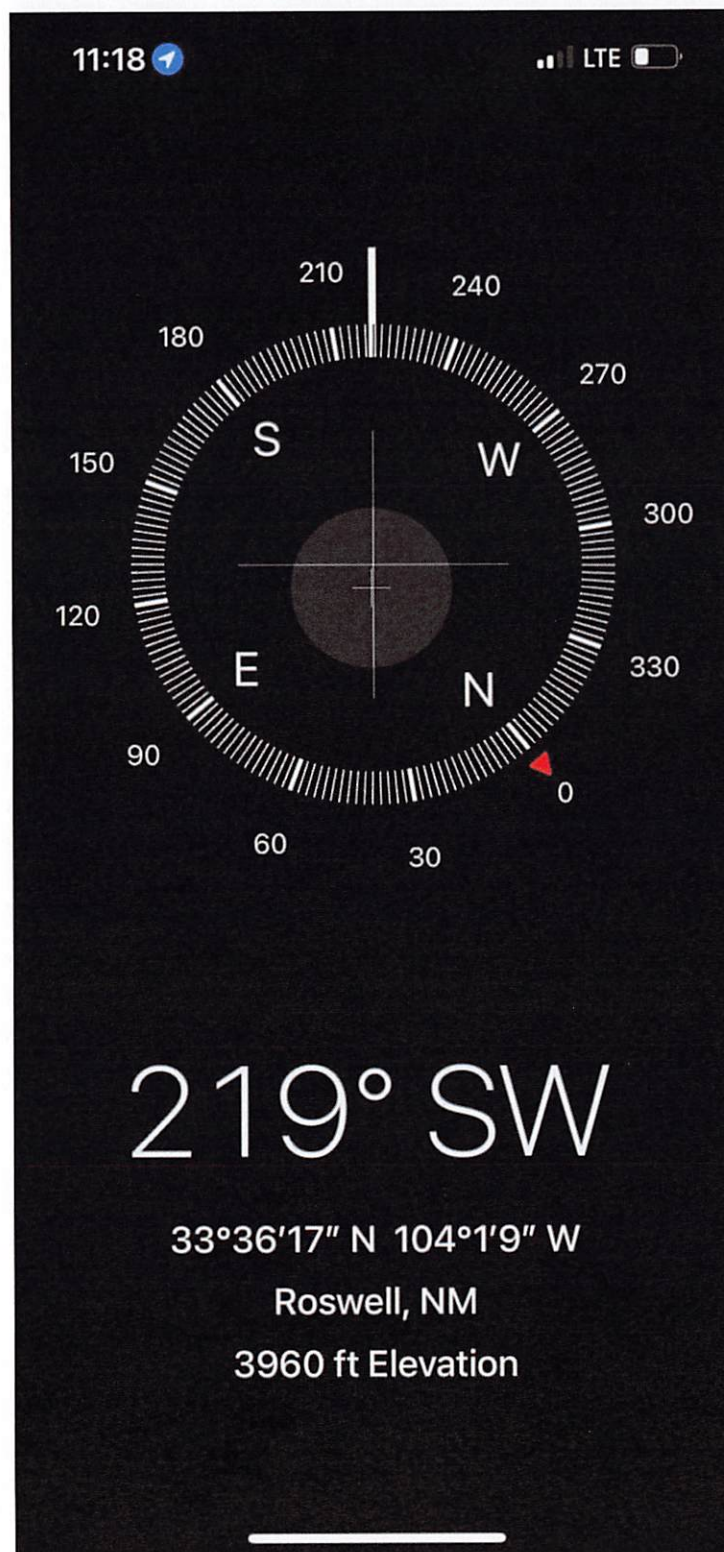 11:18 LTE
210 240
180 270
S W
150 300
120 330
E N
90 0
60 30
219° SW
33°36'17" N 104°1'9" W
Roswell, NM
3960 ft Elevation